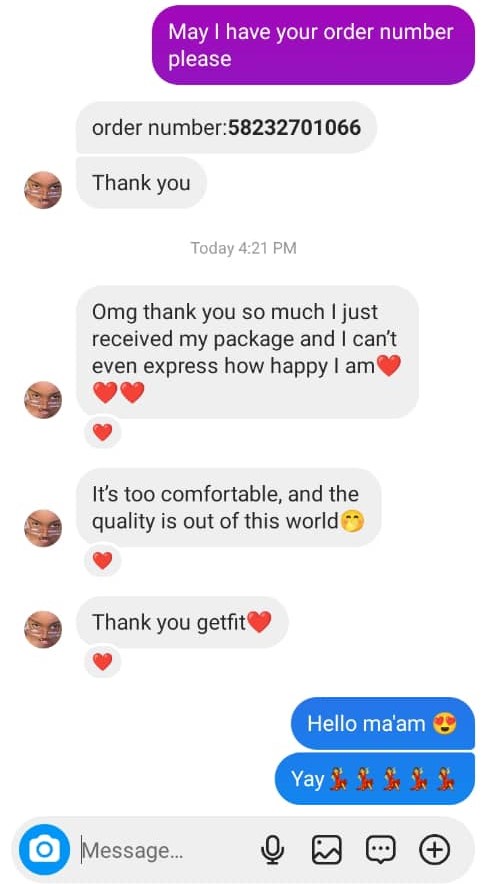 May I have your order number
please
order number:58232701066
Thank you
Today 4:21 PM
Omg thank you so much I just
received my package and I can't
even express how happy I am❤️
❤️❤️
❤️
It's too comfortable, and the
quality is out of this world🤭
❤️
Thank you getfit❤️
❤️
Hello ma'am 😍
Yay💃💃💃💃💃
Message...